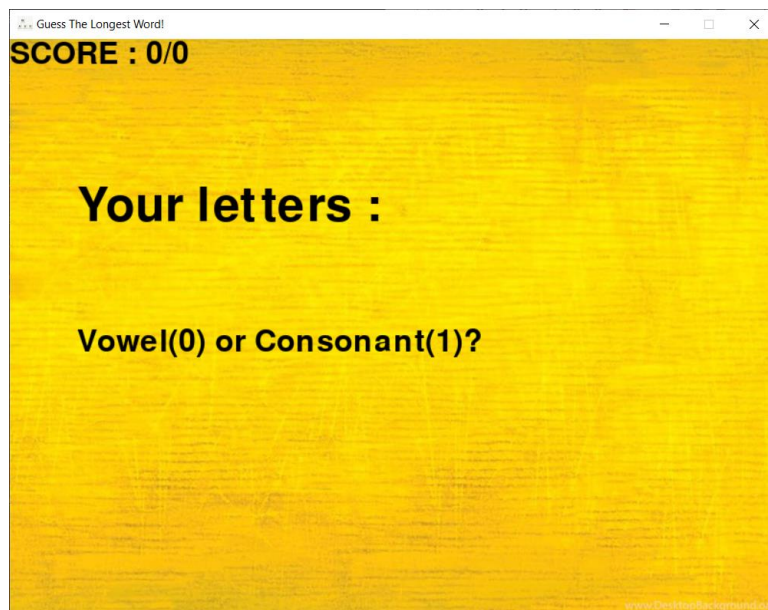 Guess The Longest Word!
SCORE : 0/0
Your letters :
Vowel(0) or Consonant(1)?